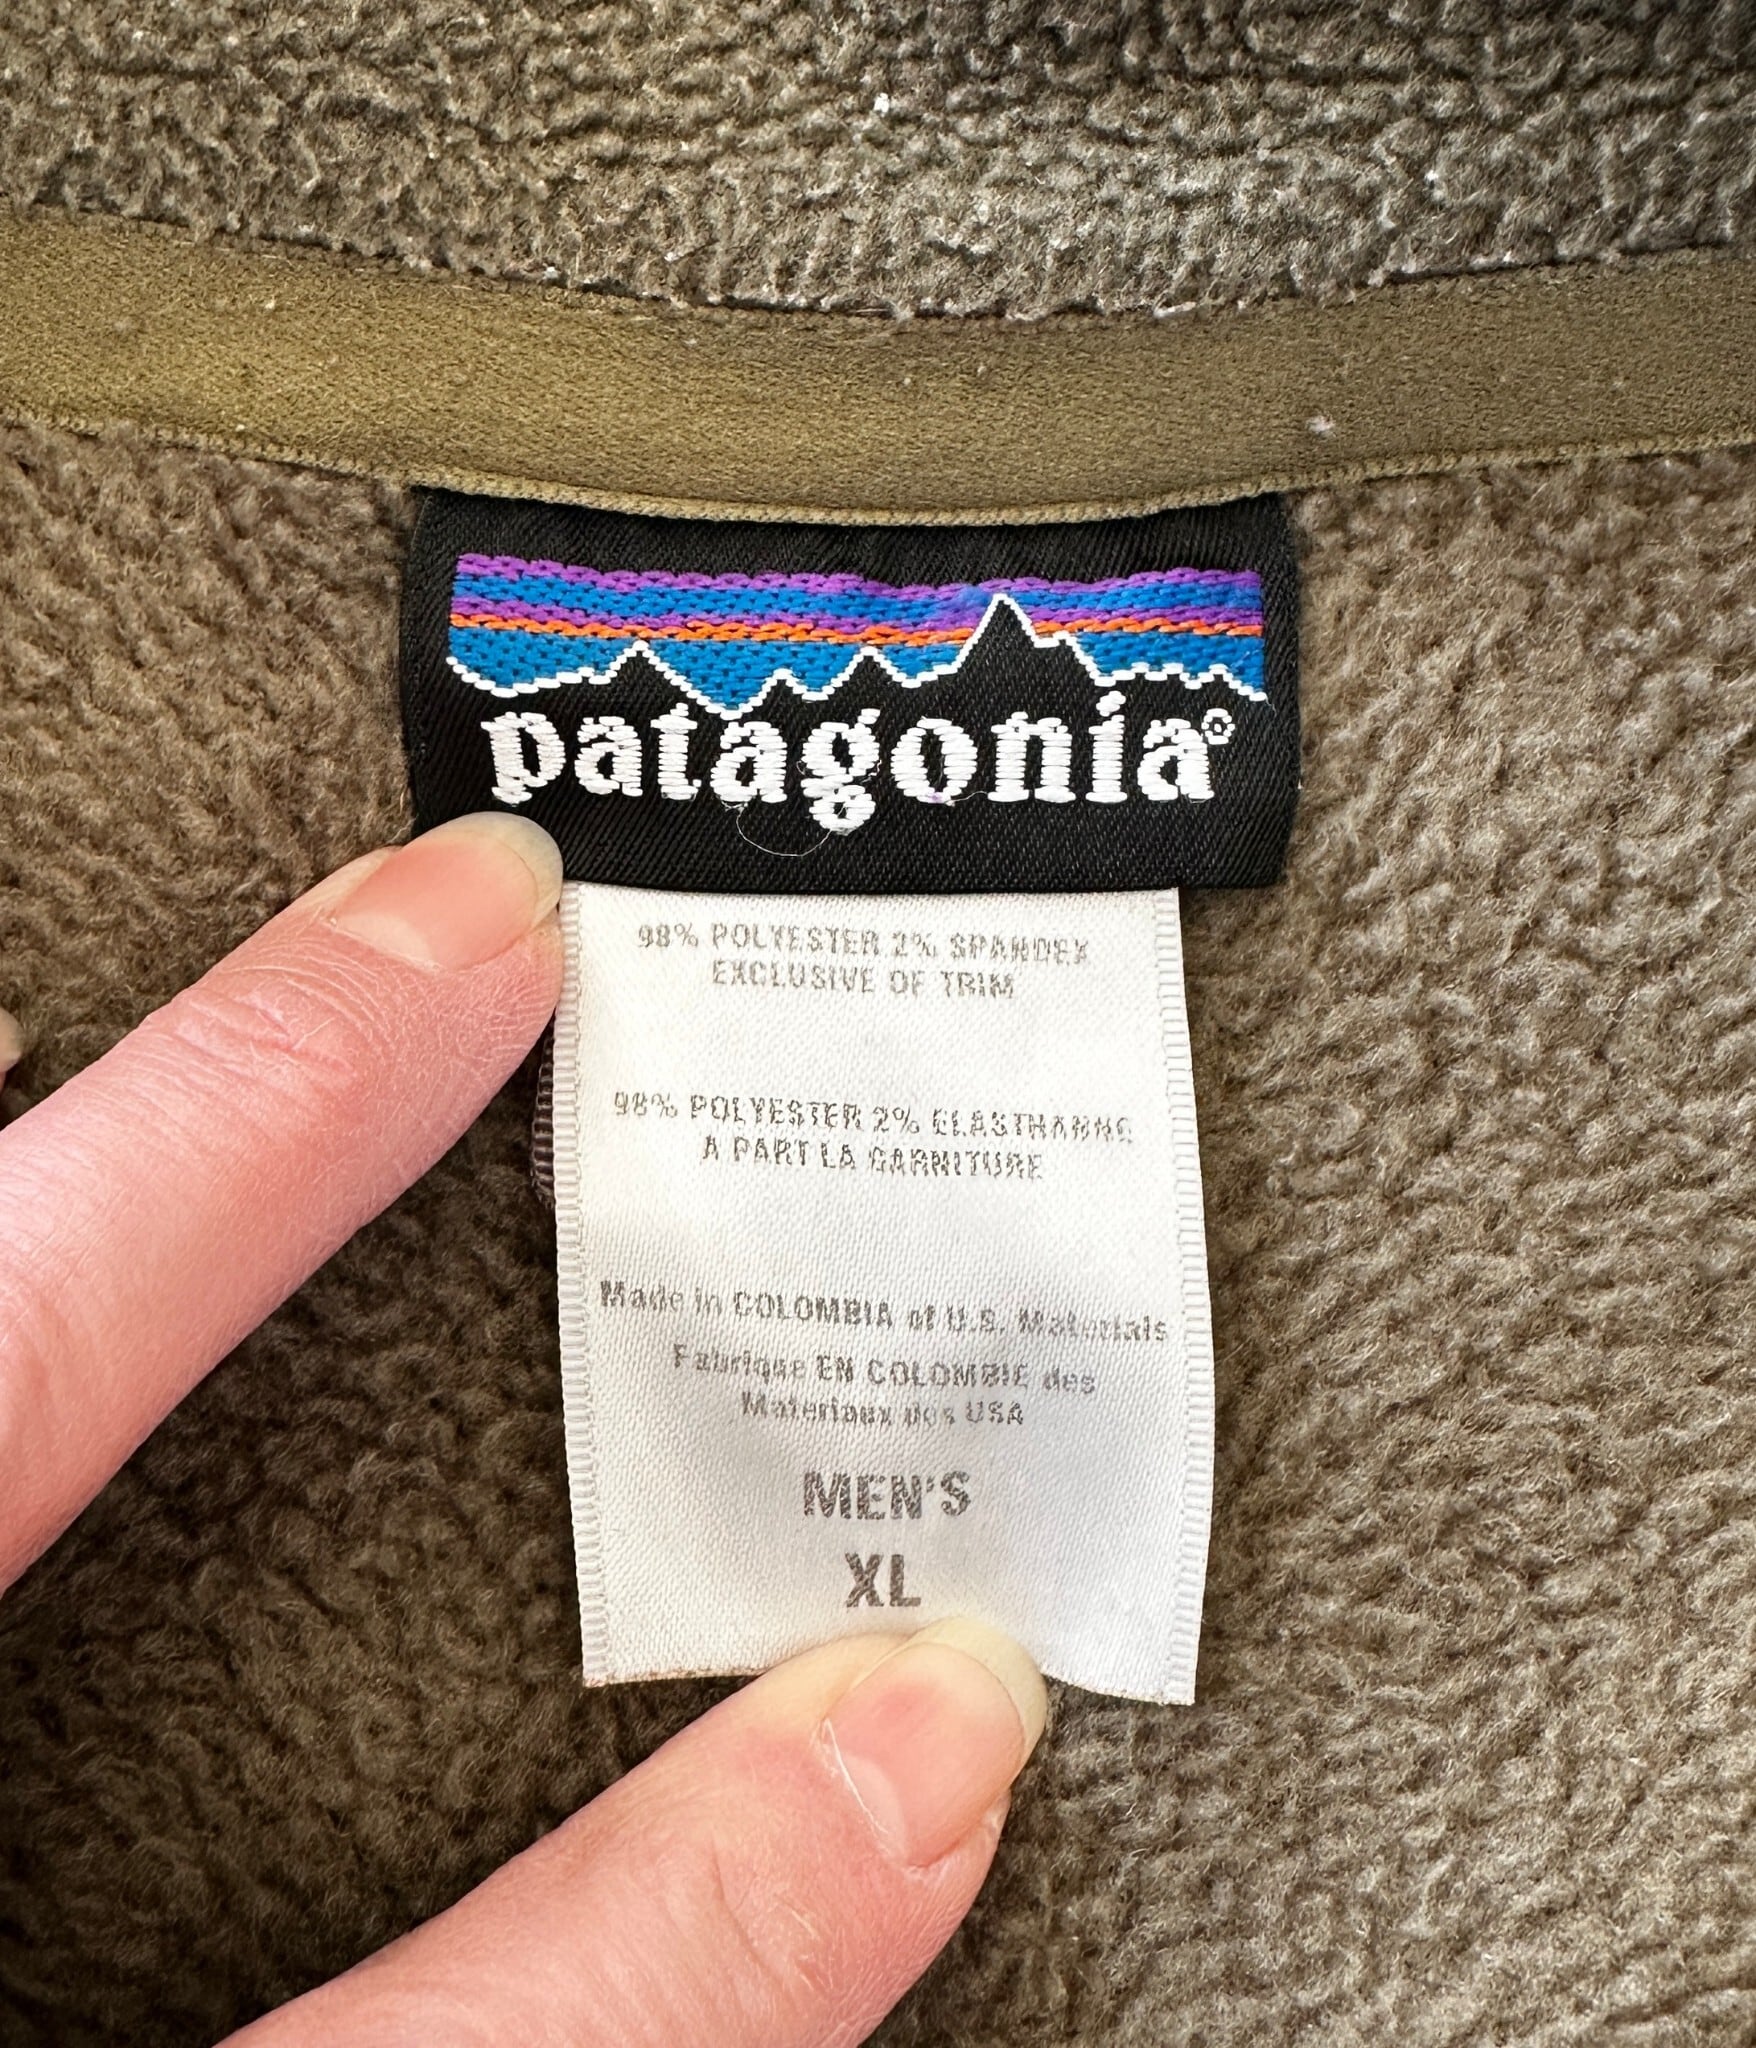 patagonia®
98% POLYESTER 2% SPANDEX
EXCLUSIVE OF TRIM
98% POLYESTER 2% ELASTHANNE
A PART LA GARNITURE
Made in COLOMBIA of U.S. Materials
Fabrique EN COLOMBIE des
Materiaux des USA
MEN'S
XL